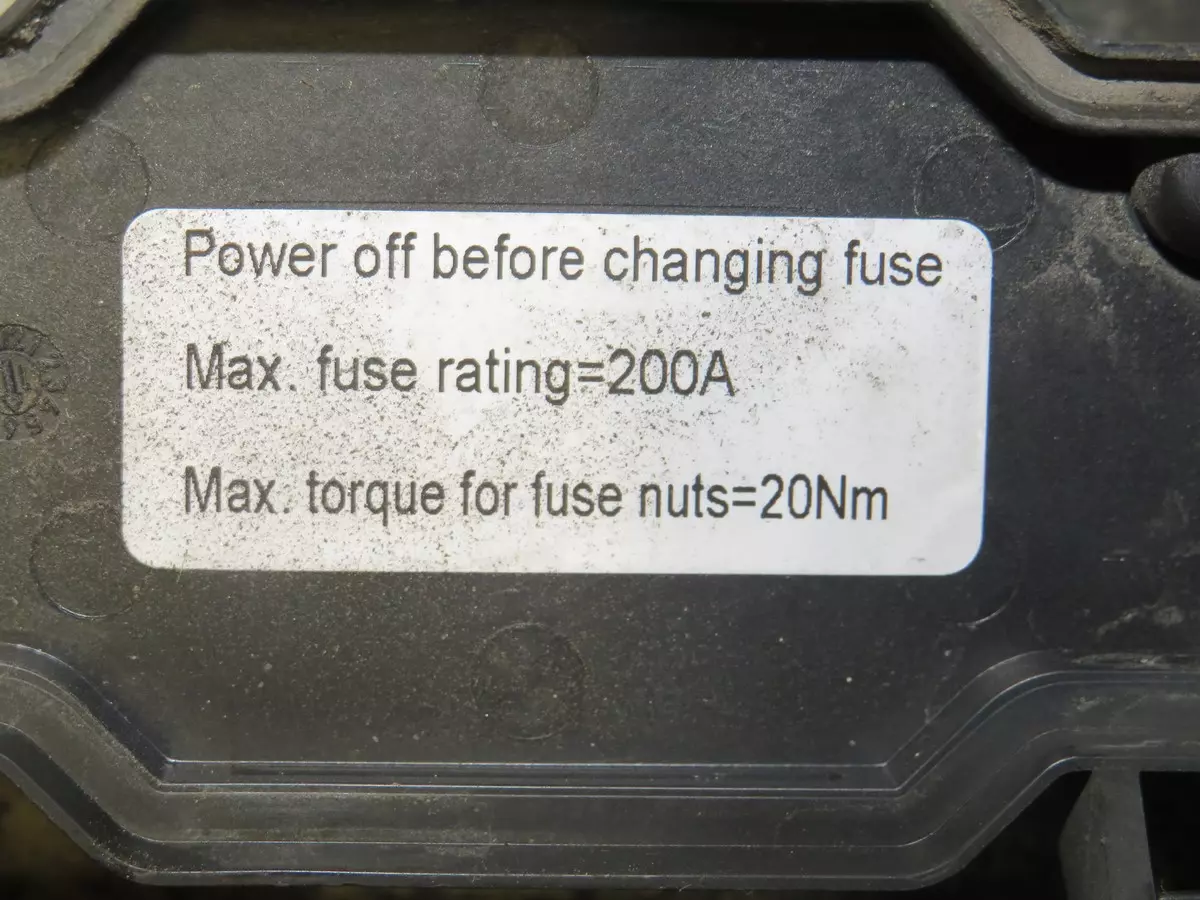 Power off before changing fuse
Max. fuse rating=200A
Max. torque for fuse nuts=20Nm